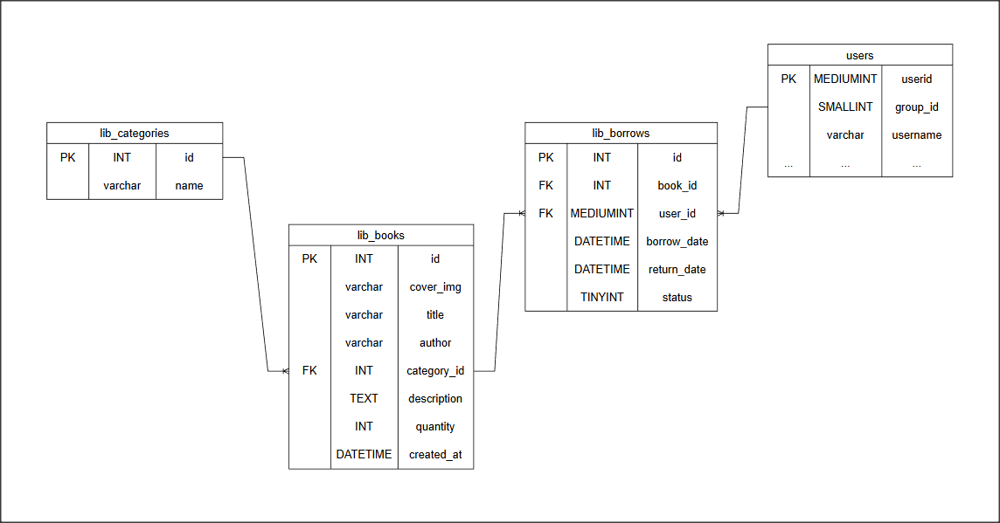 lib_categories
PK INT id
varchar name
lib_books
PK INT id
varchar cover_img
varchar title
varchar author
FK INT category_id
TEXT description
INT quantity
DATETIME created_at
lib_borrows
PK INT id
FK INT book_id
FK MEDIUMINT user_id
DATETIME borrow_date
DATETIME return_date
TINYINT status
users
PK MEDIUMINT userid
SMALLINT group_id
varchar username
... ... ...